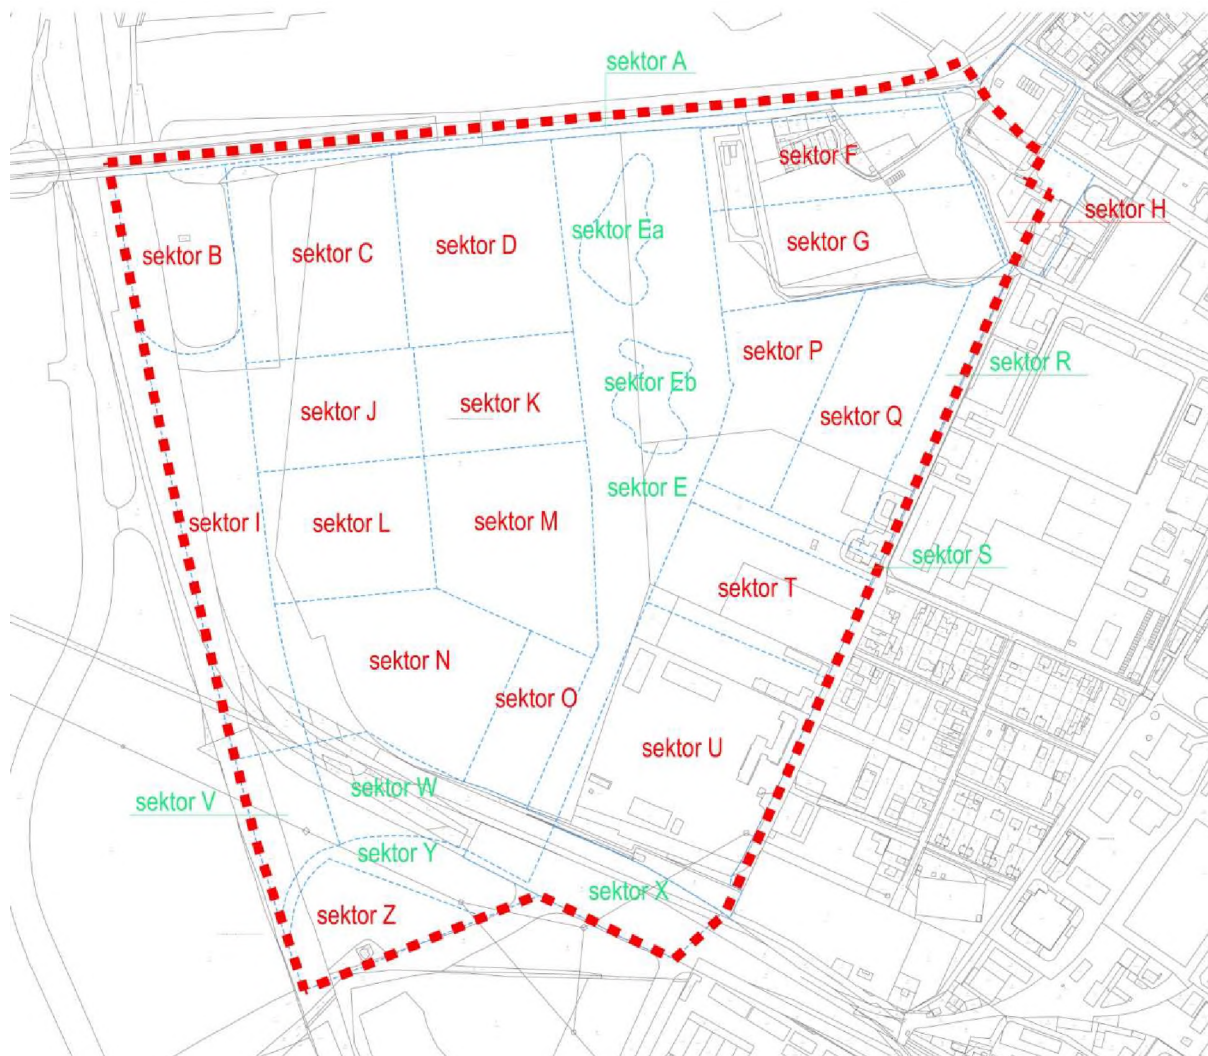 sektor A
sektor F
sektor H
sektor Ea
sektor B
sektor C
sektor D
sektor G
sektor P
sektor R
sektor Eb
sektor J
sektor K
sektor Q
sektor E
sektor I
sektor L
sektor M
sektor S
sektor T
sektor N
sektor O
sektor U
sektor V
sektor W
sektor Y
sektor X
sektor Z